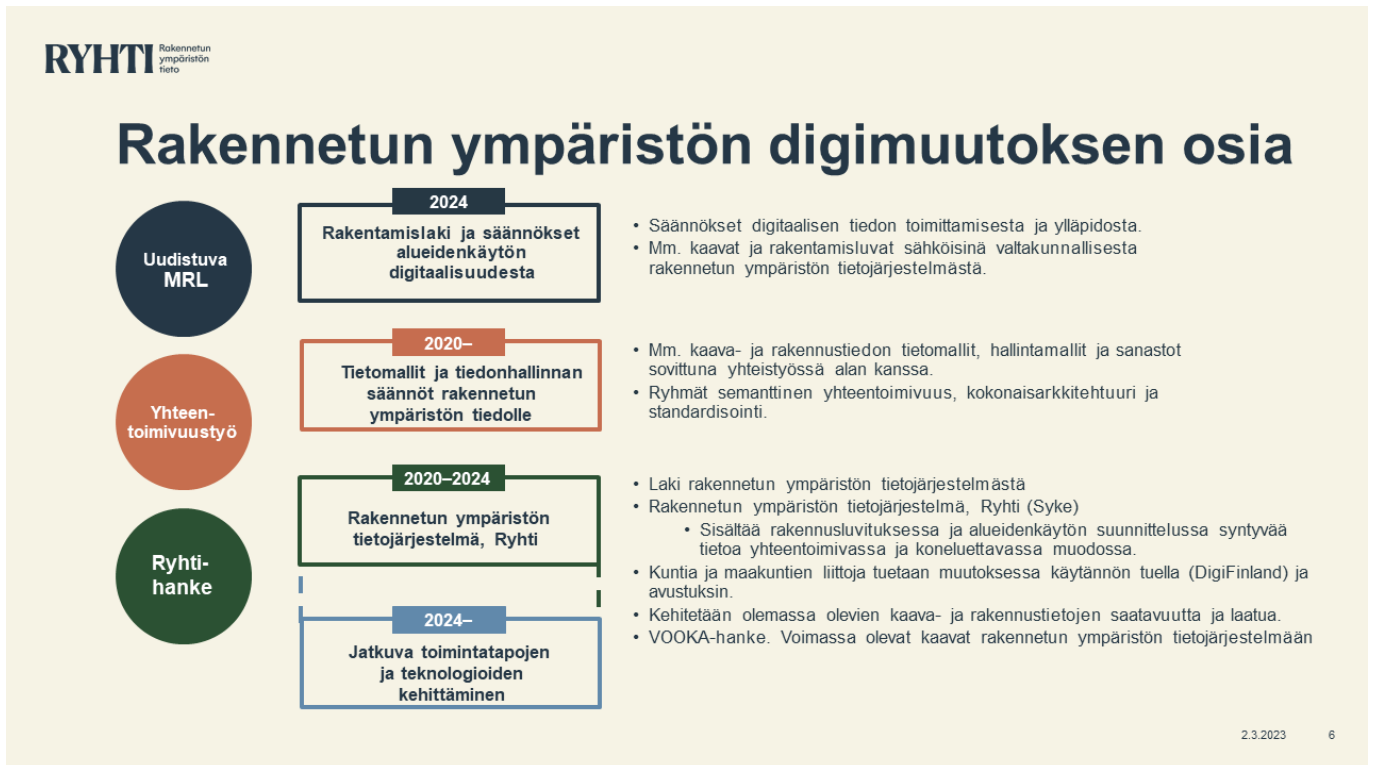 RYHTI
Rakennetun
ympäristön
tieto
Rakennetun ympäristön digimuutoksen osia
Uudistuva
MRL
2024
Rakentamislaki ja säännökset
alueidenkäytön
digitaalisuudesta
• Säännökset digitaalisen tiedon toimittamisesta ja ylläpidosta.
• Mm. kaavat ja rakentamisluvat sähköisinä valtakunnallisesta
rakennetun ympäristön tietojärjestelmästä.
Yhteen-
toimivuustyö
2020–
Tietomallit ja tiedonhallinnan
säännöt rakennetun
ympäristön tiedolle
• Mm. kaava- ja rakennustiedon tietomallit, hallintamallit ja sanastot
sovittuna yhteistyössä alan kanssa.
• Ryhmät semanttinen yhteentoimivuus, kokonaisarkkitehtuuri ja
standardisointi.
Ryhti-
hanke
2020–2024
Rakennetun ympäristön
tietojärjestelmä, Ryhti
2024–
Jatkuva toimintatapojen
ja teknologioiden
kehittäminen
• Laki rakennetun ympäristön tietojärjestelmästä
• Rakennetun ympäristön tietojärjestelmä, Ryhti (Syke)
• Sisältää rakennusluvituksessa ja alueidenkäytön suunnittelussa syntyvää
tietoa yhteentoimivassa ja koneluettavassa muodossa.
• Kuntia ja maakuntien liittoja tuetaan muutoksessa käytännön tuella (DigiFinland) ja
avustuksin.
• Kehitetään olemassa olevien kaava- ja rakennustietojen saatavuutta ja laatua.
• VOOKA-hanke. Voimassa olevat kaavat rakennetun ympäristön tietojärjestelmään
2.3.2023
6